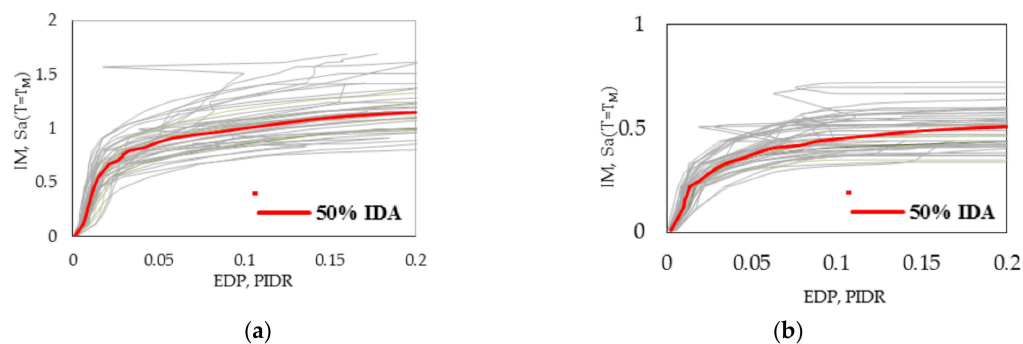 2
1.5
1
0.5
0
IM, Sa(T=TM)
0 0.05 0.1 0.15 0.2
EDP, PIDR
50% IDA
(a)
1
0.5
0
IM, Sa(T=TM)
0 0.05 0.1 0.15 0.2
EDP, PIDR
50% IDA
(b)